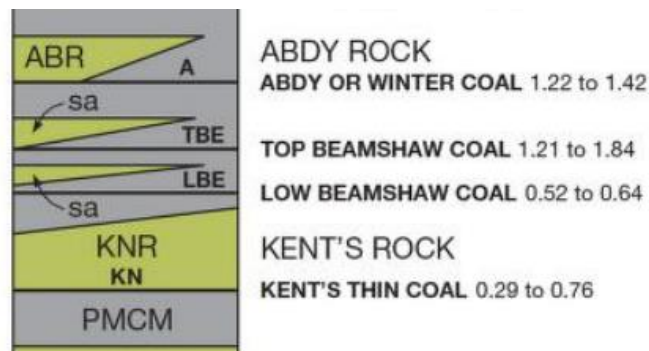 ABR
A
ABDY ROCK
ABDY OR WINTER COAL 1.22 to 1.42
sa
TBE
TOP BEAMSHAW COAL 1.21 to 1.84
LBE
LOW BEAMSHAW COAL 0.52 to 0.64
sa
KNR
KENT'S ROCK
KN
KENT'S THIN COAL 0.29 to 0.76
PMCM